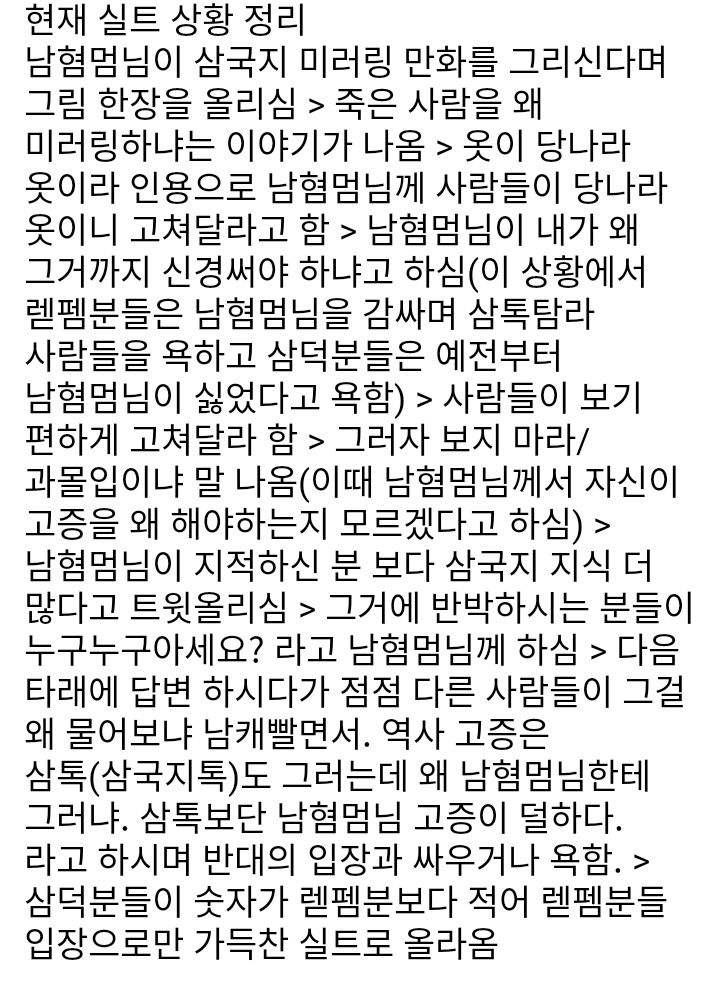 현재 실트 상황 정리
남혐멈님이 삼국지 미러링 만화를 그리신다며
그림 한장을 올리심 > 죽은 사람을 왜
미러링하냐는 이야기가 나옴 > 옷이 당나라
옷이라 인용으로 남혐멈님께 사람들이 당나라
옷이니 고쳐달라고 함 > 남혐멈님이 내가 왜
그거까지 신경써야 하냐고 하심(이 상황에서
렏펨분들은 남혐멈님을 감싸며 삼톡탐라
사람들을 욕하고 삼덕분들은 예전부터
남혐멈님이 싫었다고 욕함) > 사람들이 보기
편하게 고쳐달라 함 > 그러자 보지 마라/
과몰입이냐 말 나옴(이때 남혐멈님께서 자신이
고증을 왜 해야하는지 모르겠다고 하심) >
남혐멈님이 지적하신 분 보다 삼국지 지식 더
많다고 트윗올리심 > 그거에 반박하시는 분들이
누구누구아세요? 라고 남혐멈님께 하심 > 다음
타래에 답변 하시다가 점점 다른 사람들이 그걸
왜 물어보냐 남캐빨면서. 역사 고증은
삼톡(삼국지톡)도 그러는데 왜 남혐멈님한테
그러냐. 삼톡보단 남혐멈님 고증이 덜하다.
라고 하시며 반대의 입장과 싸우거나 욕함. >
삼덕분들이 숫자가 렏펨분보다 적어 렏펨분들
입장으로만 가득찬 실트로 올라옴